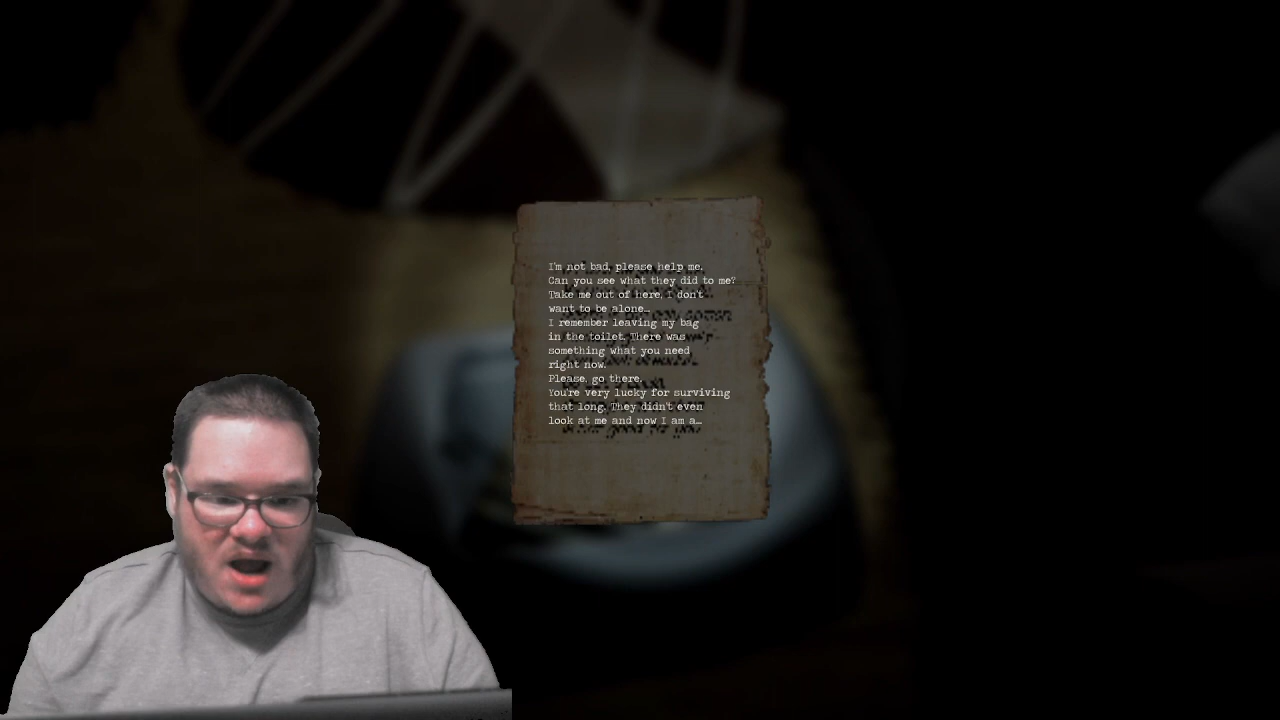 I'm not bad, please help me.
Can you see what they did to me?
Take me out of here, I don't
want to be alone...
I remember leaving my bag
in the toilet. There was
something what you need
right now.
Please, go there.
You're very lucky for surviving
that long. They didn't even
look at me and now I am a...